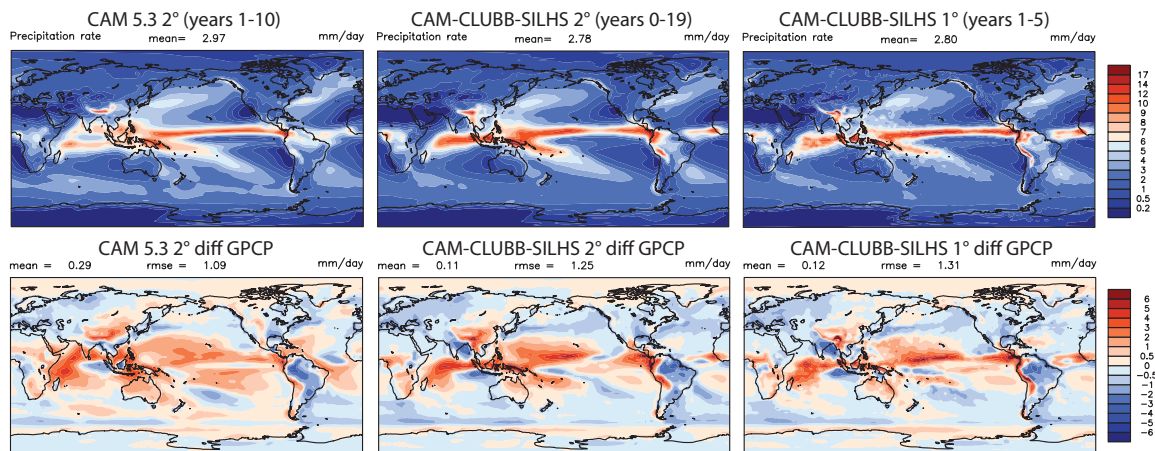 CAM 5.3 2° (years 1-10)
Precipitation rate mean= 2.97 mm/day
CAM-CLUBB-SILHS 2° (years 0-19)
Precipitation rate mean= 2.78 mm/day
CAM-CLUBB-SILHS 1° (years 1-5)
Precipitation rate mean= 2.80 mm/day
17
14
12
10
9
8
7
6
5
4
3
2
1
0.5
0.2
CAM 5.3 2° diff GPCP
mean = 0.29 rmse = 1.09 mm/day
CAM-CLUBB-SILHS 2° diff GPCP
mean = 0.11 rmse = 1.25 mm/day
CAM-CLUBB-SILHS 1° diff GPCP
mean = 0.12 rmse = 1.31 mm/day
6
5
4
3
2
1
0.5
0.
-0.5
-1
-2
-3
-4
-5
-6